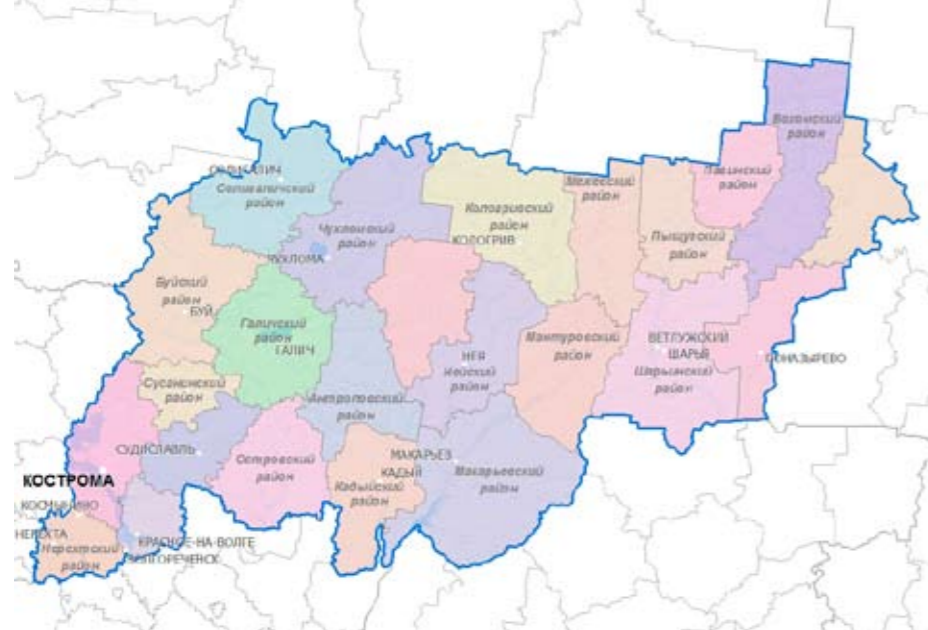 Вохомский
район
Павинский
район
Межевской
район
СОЛИГАЛИЧ
Солигаличский
район
Кологривский
район
КОЛОГРИВ
Чухломский
район
ЧУХЛОМА
Пыщугский
район
Буйский
район
БУЙ
Галичский
район
ГАЛИЧ
Мантуровский
район
ВЕТЛУЖСКИЙ
ШАРЬЯ
Шарьинский
район
ПОНАЗЫРЕВО
НЕЯ
Нейский
район
Сусанинский
район
Антроповский
район
СУДИСЛАВЛЬ
Островский
район
МАКАРЬЕВ
КАДЫЙ
Кадыйский
район
Макарьевский
район
КОСТРОМА
КОСМЫНИНО
НЕРЕХТА
Нерехтский
район
КРАСНОЕ-НА-ВОЛГЕ
ВОЛГОРЕЧЕНСК